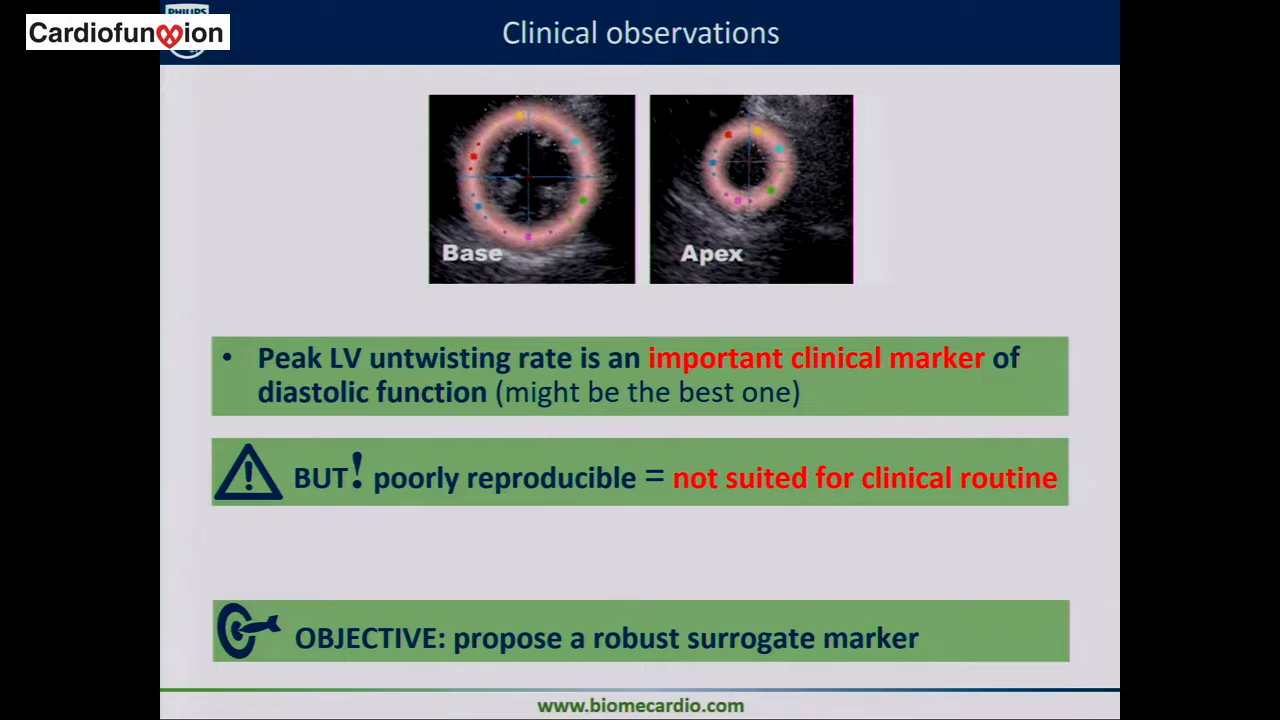 PHILIPS
Cardiofunxion
Clinical observations
Base
Apex
• Peak LV untwisting rate is an important clinical marker of
diastolic function (might be the best one)
BUT! poorly reproducible = not suited for clinical routine
OBJECTIVE: propose a robust surrogate marker
www.biomecardio.com